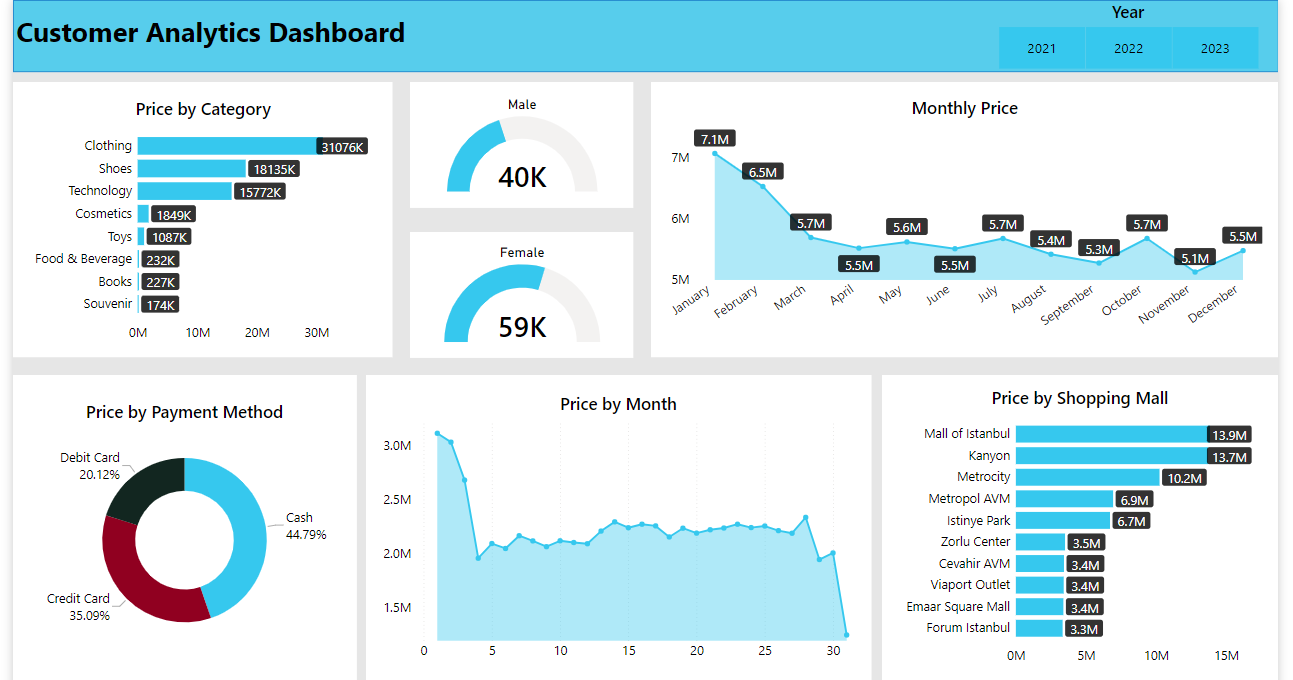 Customer Analytics Dashboard
Year
2021 2022 2023
Price by Category
Clothing 31076K
Shoes 18135K
Technology 15772K
Cosmetics 1849K
Toys 1087K
Food & Beverage 232K
Books 227K
Souvenir 174K
0M 10M 20M 30M
Male
40K
Female
59K
Monthly Price
7M
6M
5M
7.1M 6.5M 5.7M 5.5M 5.6M 5.5M 5.7M 5.4M 5.3M 5.7M 5.1M 5.5M
January February March April May June July August September October November December
Price by Payment Method
Debit Card
20.12%
Cash
44.79%
Credit Card
35.09%
Price by Month
3.0M
2.5M
2.0M
1.5M
0 5 10 15 20 25 30
Price by Shopping Mall
Mall of Istanbul 13.9M
Kanyon 13.7M
Metrocity 10.2M
Metropol AVM 6.9M
Istinye Park 6.7M
Zorlu Center 3.5M
Cevahir AVM 3.4M
Viaport Outlet 3.4M
Emaar Square Mall 3.4M
Forum Istanbul 3.3M
0M 5M 10M 15M